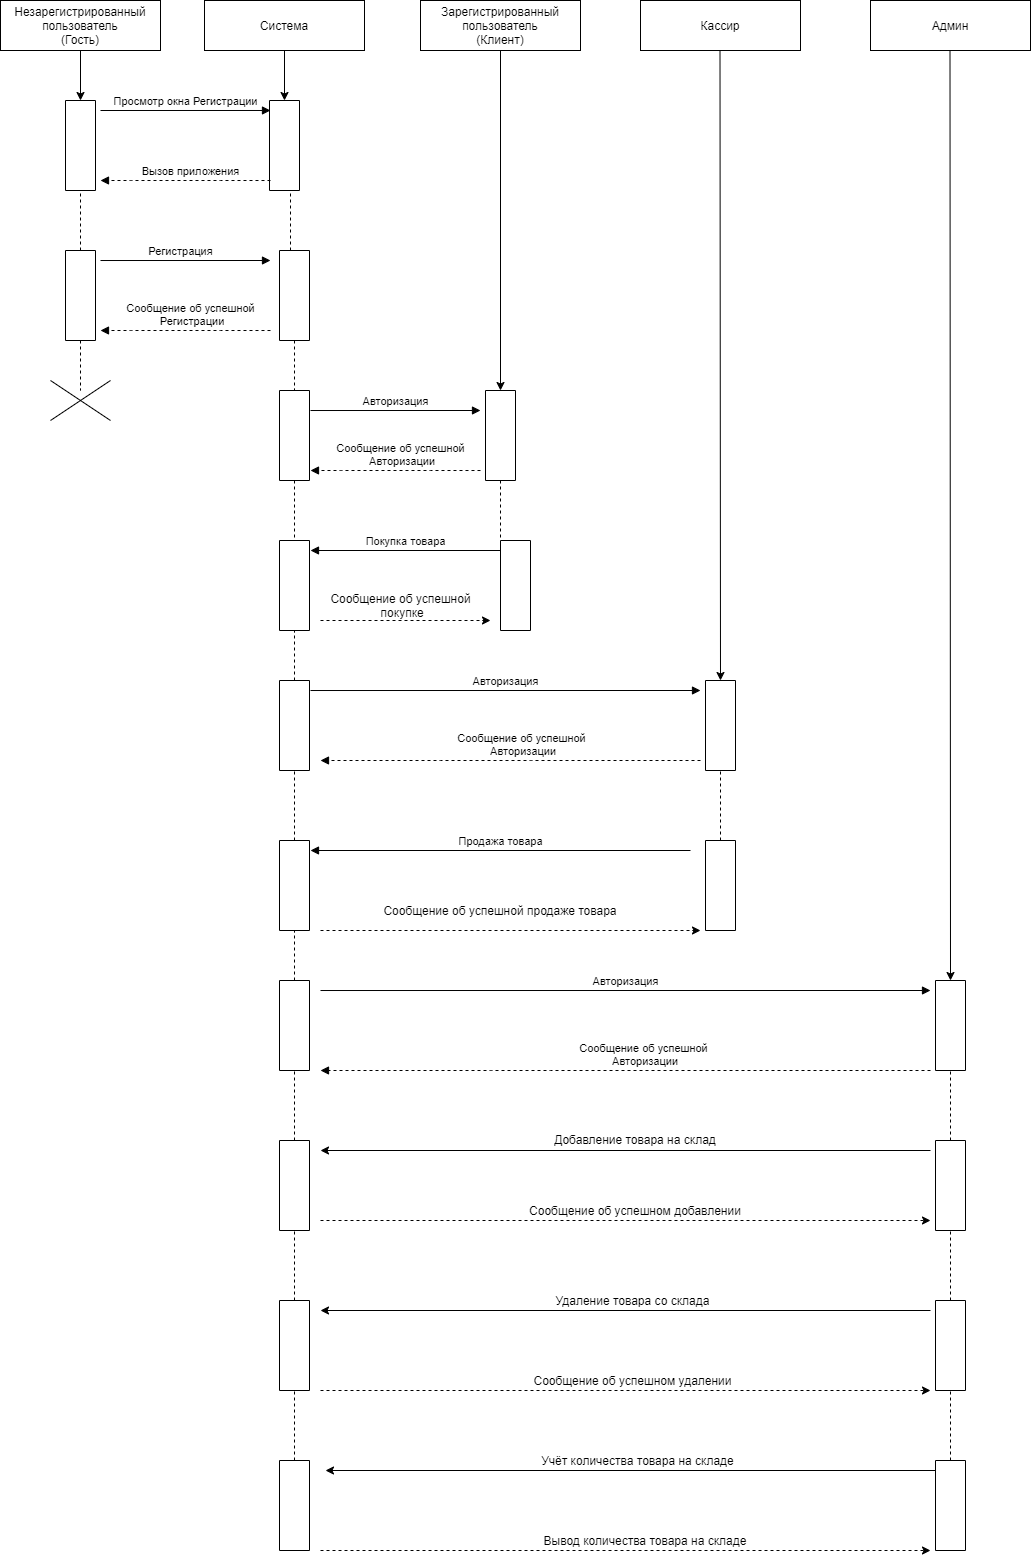 Незарегистрированный
пользователь
(Гость)
Система
Зарегистрированный
пользователь
(Клиент)
Кассир
Админ
Просмотр окна Регистрации
Вызов приложения
Регистрация
Сообщение об успешной
Регистрации
Авторизация
Сообщение об успешной
Авторизации
Покупка товара
Сообщение об успешной
покупке
Авторизация
Сообщение об успешной
Авторизации
Продажа товара
Сообщение об успешной продаже товара
Авторизация
Сообщение об успешной
Авторизации
Добавление товара на склад
Сообщение об успешном добавлении
Удаление товара со склада
Сообщение об успешном удалении
Учёт количества товара на складе
Вывод количества товара на складе